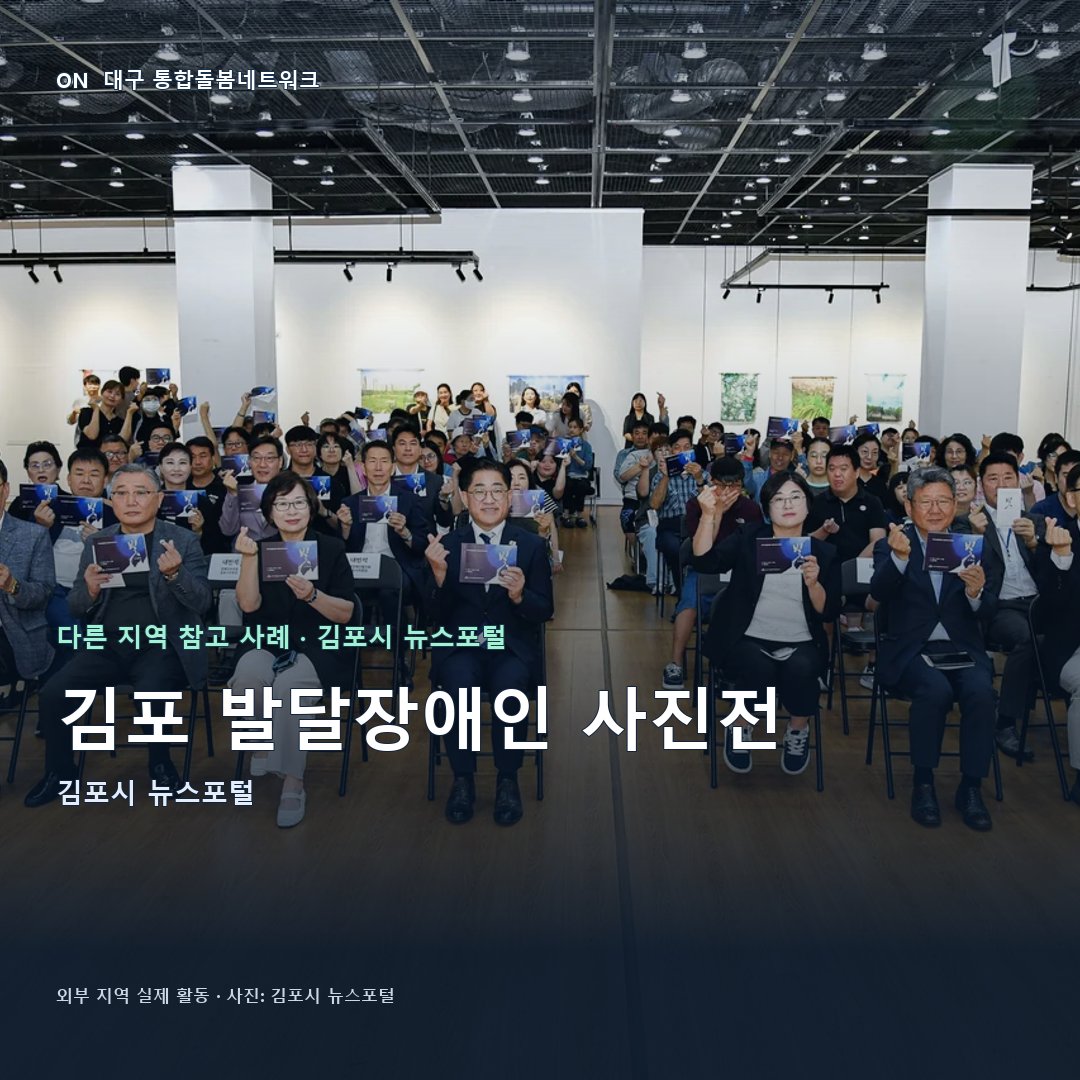 ON 대구 통합돌봄네트워크
내빈석
다른 지역 참고 사례 · 김포시 뉴스포털
김포 발달장애인 사진전
김포시 뉴스포털
외부 지역 실제 활동 · 사진: 김포시 뉴스포털